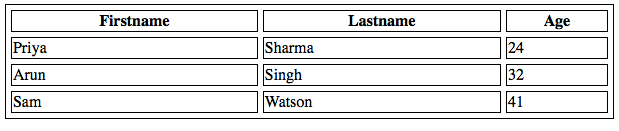 Firstname Lastname Age
Priya Sharma 24
Arun Singh 32
Sam Watson 41